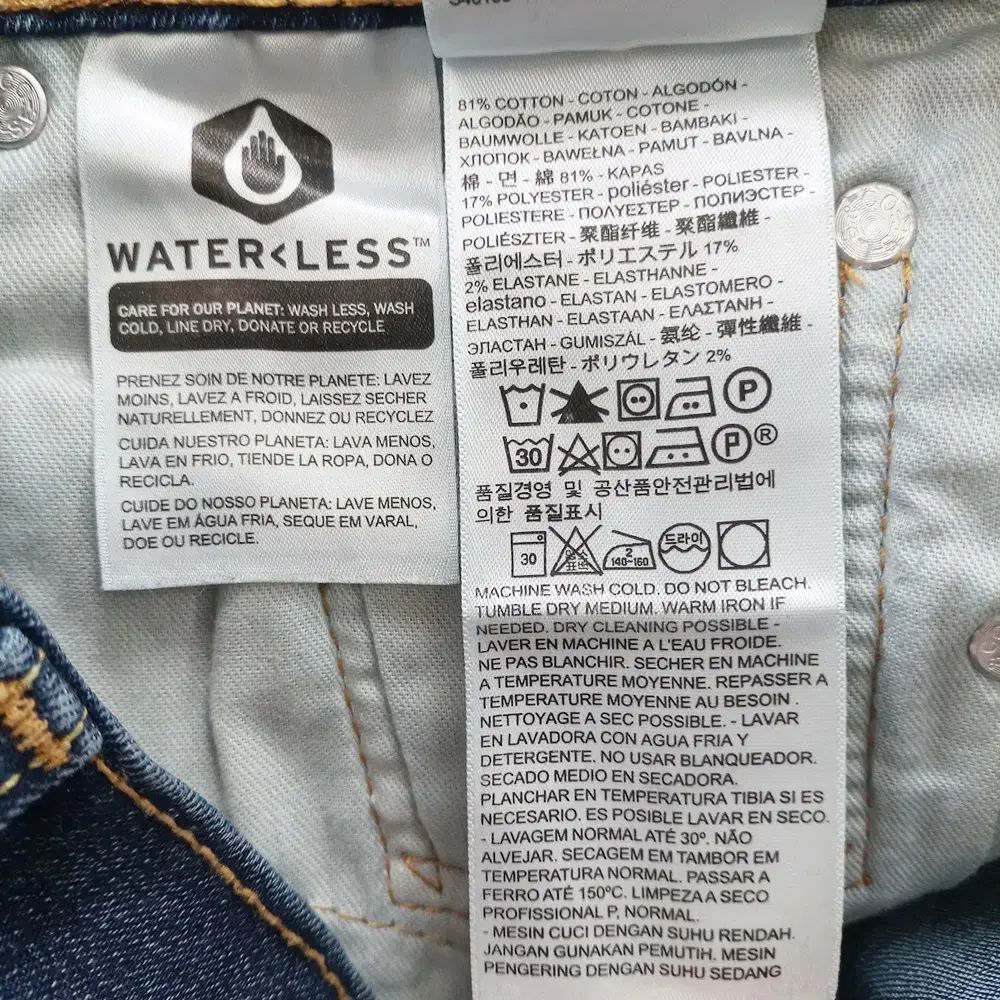 WATER<LESS™
CARE FOR OUR PLANET: WASH LESS, WASH
COLD, LINE DRY, DONATE OR RECYCLE
PRENEZ SOIN DE NOTRE PLANETE: LAVEZ
MOINS, LAVEZ A FROID, LAISSEZ SECHER
NATURELLEMENT, DONNEZ OU RECYCLEZ
CUIDA NUESTRO PLANETA: LAVA MENOS,
LAVA EN FRIO, TIENDE LA ROPA, DONA O
RECICLA.
CUIDE DO NOSSO PLANETA: LAVE MENOS,
LAVE EM ÁGUA FRIA, SEQUE EM VARAL,
DOE OU RECICLE.
81% COTTON - COTON - ALGODÓN -
ALGODÃO - PAMUK - COTONE -
BAUMWOLLE - KATOEN - BAMBAKI -
ХЛОПОК - BAWEŁNA - PAMUT - BAVLNA -
棉 - 면 - 綿 81% - KAPAS
17% POLYESTER - poliéster - POLIESTER -
POLIESTERE - ΠΟΛΥΕΣΤΕΡ - ПОЛИЭСТЕР -
POLIÉSZTER - 聚酯纤维 - 聚酯纖維 -
폴리에스터 - ポリエステル 17%
2% ELASTANE - ELASTHANNE -
elastano - ELASTAN - ELASTOMERO -
ELASTHAN - ELASTAAN - ΕΛΑΣΤΑΝΗ -
ЭЛАСТАН - GUMISZÁL - 氨纶 - 彈性纖維 -
폴리우레탄 - ポリウレタン 2%
P
30 P ®
품질경영 및 공산품안전관리법에
의한 품질표시
30 염소표백 2 140~160 드라이
MACHINE WASH COLD. DO NOT BLEACH.
TUMBLE DRY MEDIUM. WARM IRON IF
NEEDED. DRY CLEANING POSSIBLE -
LAVER EN MACHINE A L'EAU FROIDE.
NE PAS BLANCHIR. SECHER EN MACHINE
A TEMPERATURE MOYENNE. REPASSER A
TEMPERATURE MOYENNE AU BESOIN .
NETTOYAGE A SEC POSSIBLE. - LAVAR
EN LAVADORA CON AGUA FRIA Y
DETERGENTE. NO USAR BLANQUEADOR.
SECADO MEDIO EN SECADORA.
PLANCHAR EN TEMPERATURA TIBIA SI ES
NECESARIO. ES POSIBLE LAVAR EN SECO.
- LAVAGEM NORMAL ATÉ 30º. NÃO
ALVEJAR. SECAGEM EM TAMBOR EM
TEMPERATURA NORMAL. PASSAR A
FERRO ATÉ 150ºC. LIMPEZA A SECO
PROFISSIONAL P, NORMAL.
- MESIN CUCI DENGAN SUHU RENDAH.
JANGAN GUNAKAN PEMUTIH. MESIN
PENGERING DENGAN SUHU SEDANG